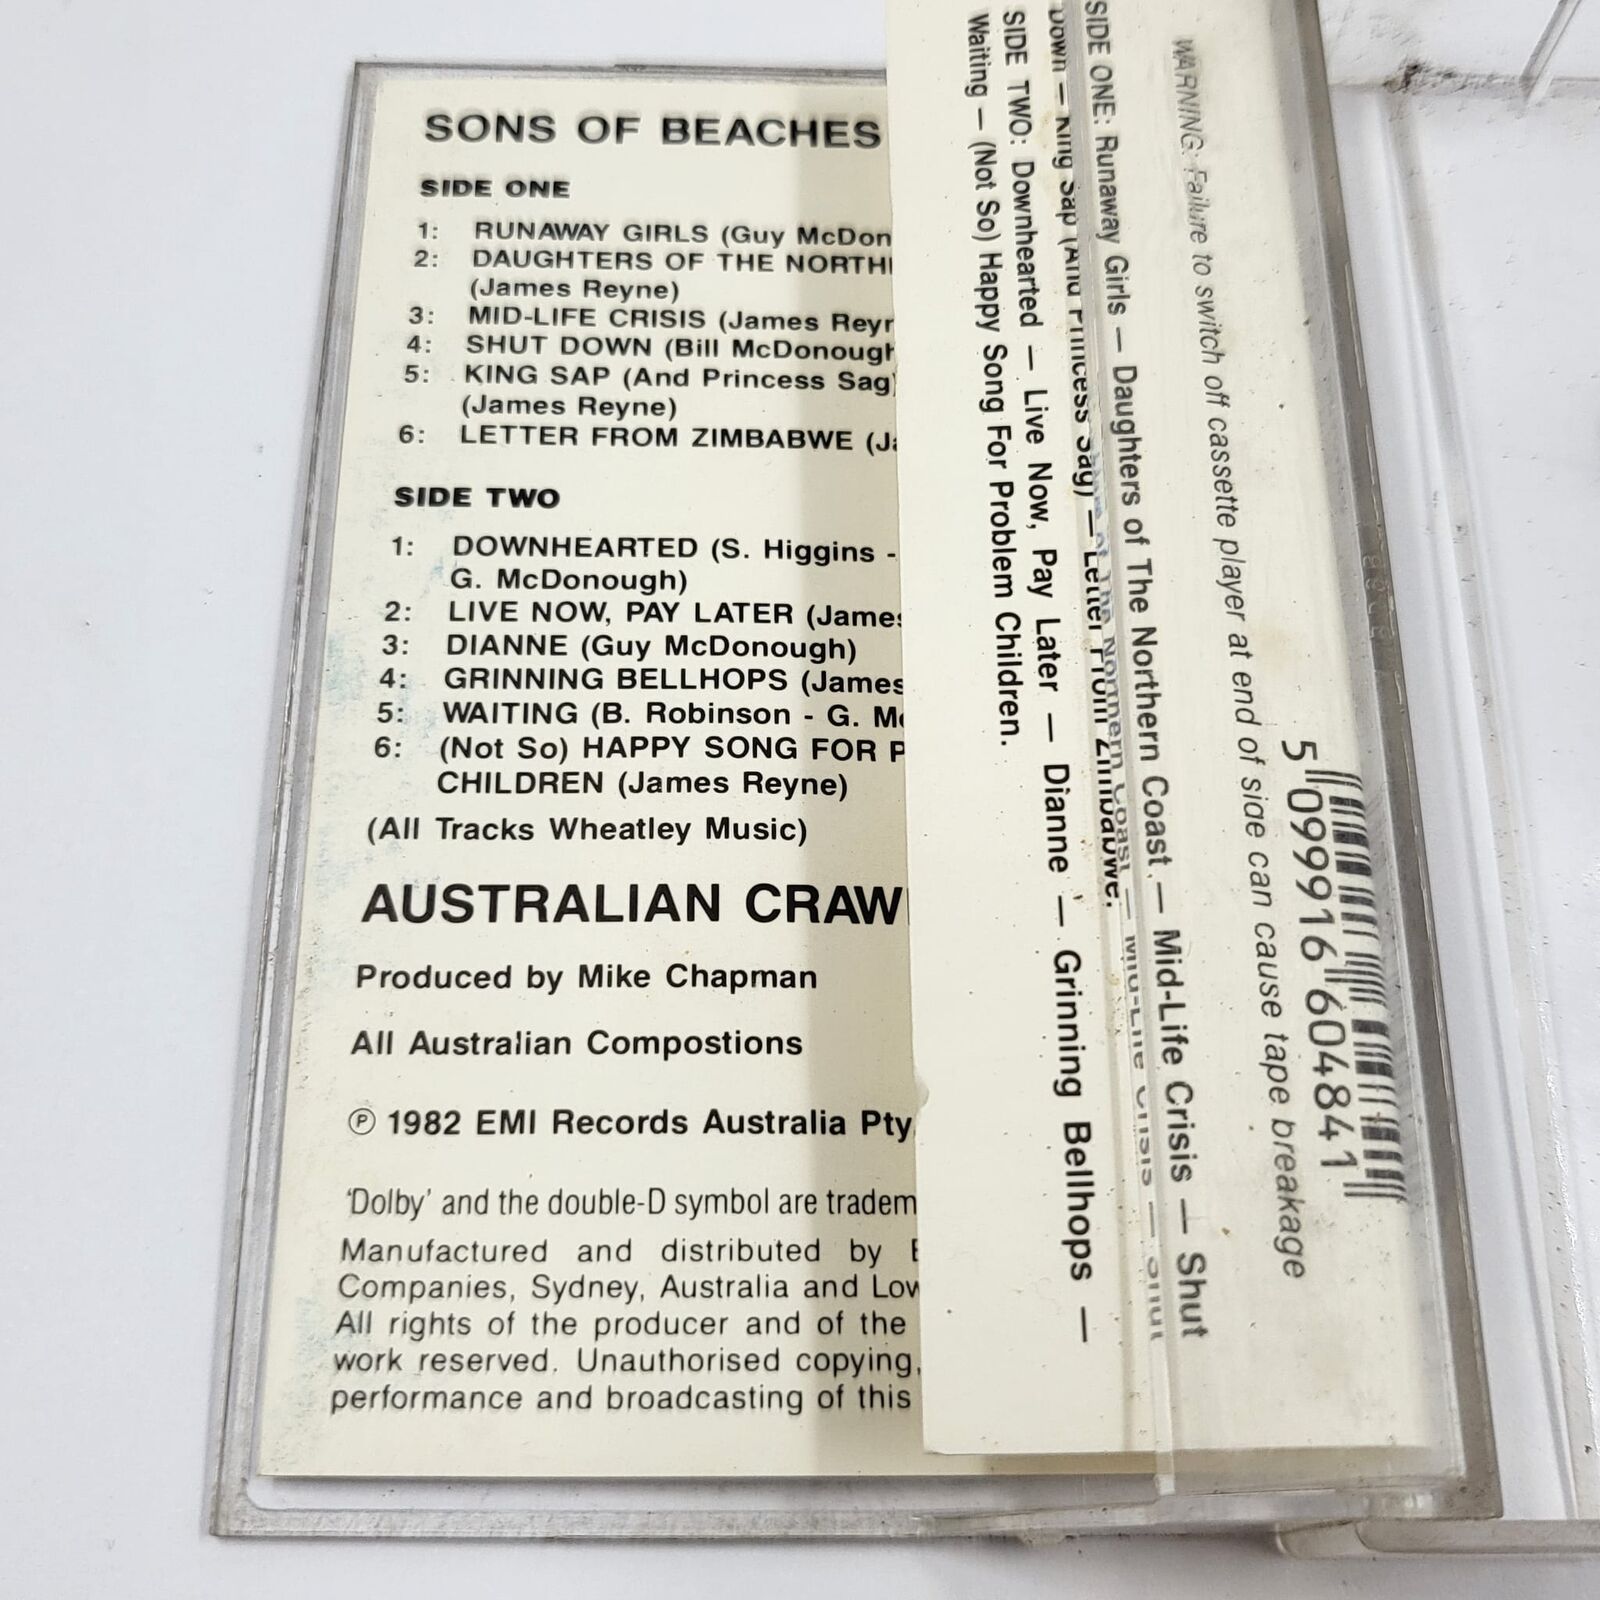 SONS OF BEACHES
SIDE ONE
1: RUNAWAY GIRLS (Guy McDon
2: DAUGHTERS OF THE NORTH
(James Reyne)
3: MID-LIFE CRISIS (James Reyn
4: SHUT DOWN (Bill McDonough
5: KING SAP (And Princess Sag)
(James Reyne)
6: LETTER FROM ZIMBABWE (Ja
SIDE TWO
1: DOWNHEARTED (S. Higgins -
G. McDonough)
2: LIVE NOW, PAY LATER (James
3: DIANNE (Guy McDonough)
4: GRINNING BELLHOPS (James
5: WAITING (B. Robinson - G. Mc
6: (Not So) HAPPY SONG FOR P
CHILDREN (James Reyne)
(All Tracks Wheatley Music)
AUSTRALIAN CRAW
Produced by Mike Chapman
All Australian Compostions
Ⓟ 1982 EMI Records Australia Pty
'Dolby' and the double-D symbol are tradem
Manufactured and distributed by E
Companies, Sydney, Australia and Low
All rights of the producer and of the
work reserved. Unauthorised copying,
performance and broadcasting of this
WARNING: Failure to switch off cassette player at end of side can cause tape breakage
SIDE ONE: Runaway Girls — Daughters of The Northern Coast — Mid-Life Crisis — Shut
Down — King Sap (And Princess Sag) — Letter From Zimbabwe.
SIDE TWO: Downhearted — Live Now, Pay Later — Dianne — Grinning Bellhops —
Waiting — (Not So) Happy Song For Problem Children.
5 099916 604841